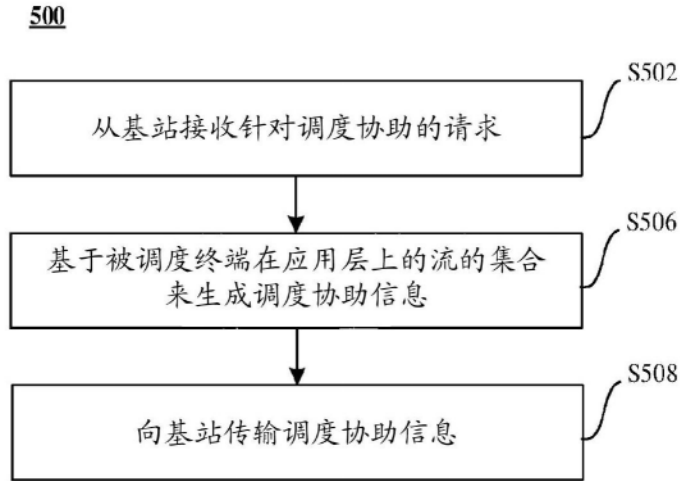 500
S502
从基站接收针对调度协助的请求
S506
基于被调度终端在应用层上的流的集合
来生成调度协助信息
S508
向基站传输调度协助信息